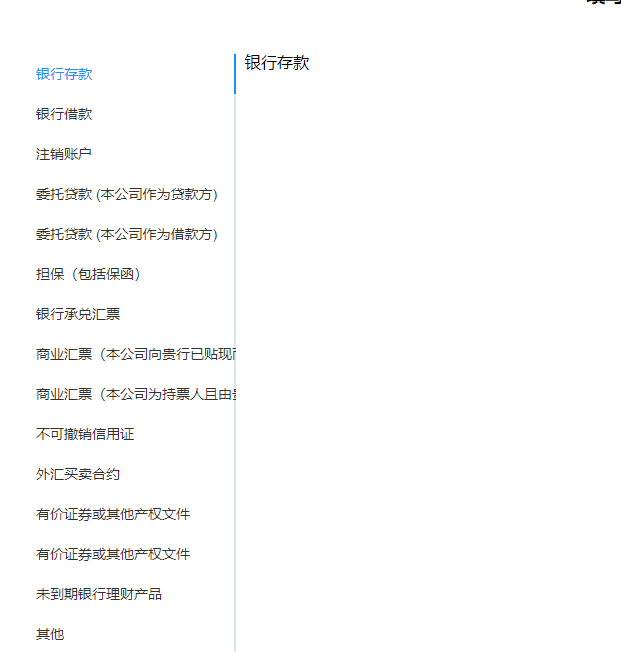 银行存款
银行存款
银行借款
注销账户
委托贷款 (本公司作为贷款方)
委托贷款 (本公司作为借款方)
担保（包括保函）
银行承兑汇票
商业汇票（本公司向贵行已贴现
商业汇票（本公司为持票人且由
不可撤销信用证
外汇买卖合约
有价证券或其他产权文件
有价证券或其他产权文件
未到期银行理财产品
其他